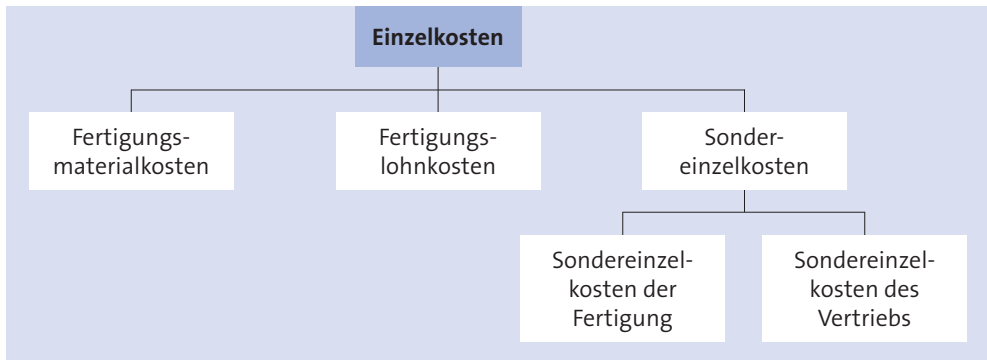 Einzelkosten
Fertigungs-
materialkosten
Fertigungs-
lohnkosten
Sonder-
einzelkosten
Sondereinzel-
kosten der
Fertigung
Sondereinzel-
kosten des
Vertriebs